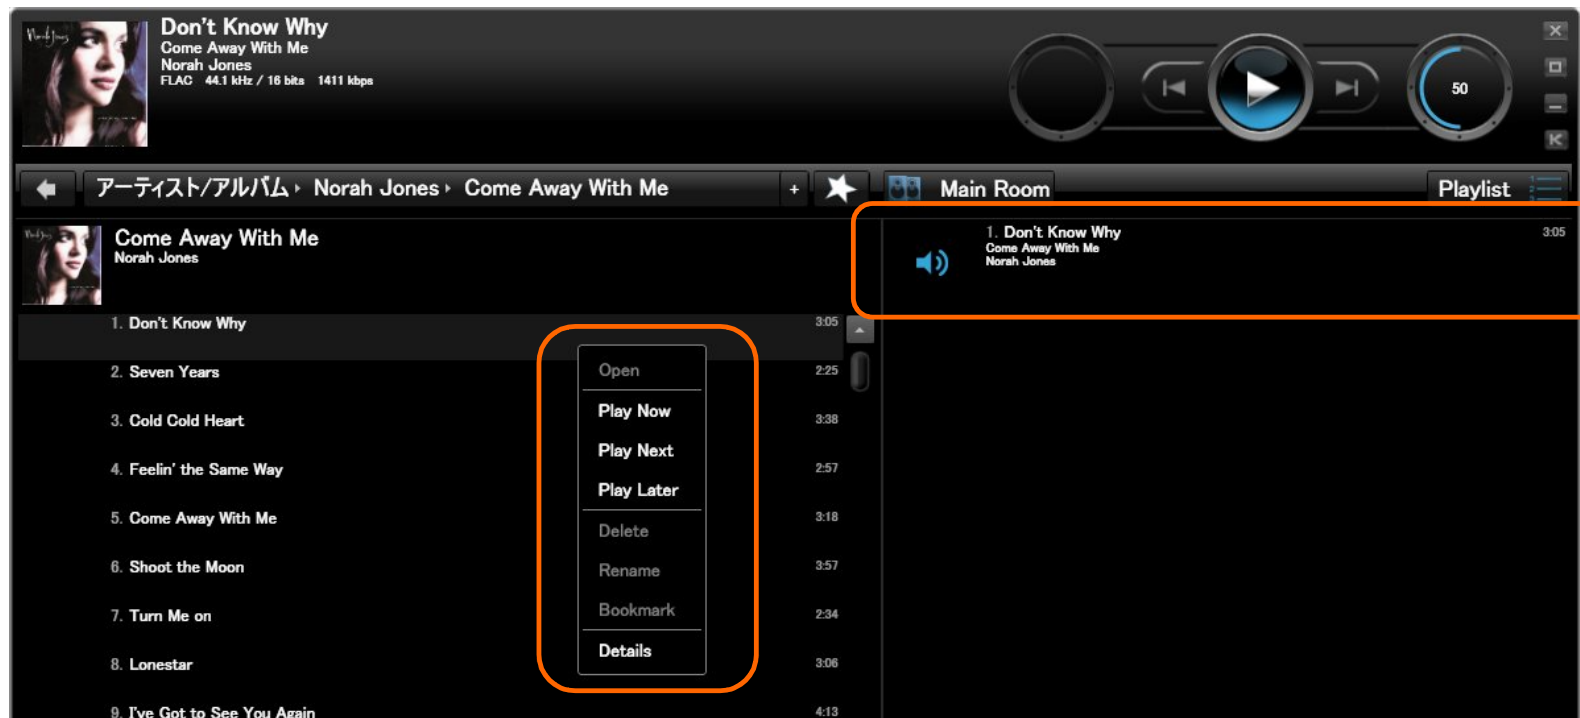 Norah Jones
Don't Know Why
Come Away With Me
Norah Jones
FLAC 44.1 kHz / 16 bits 1411 kbps
50
アーティスト/アルバム Norah Jones Come Away With Me +
Main Room
Playlist
Come Away With Me
Norah Jones
1. Don't Know Why 3:05
2. Seven Years 2:25
3. Cold Cold Heart 3:38
4. Feelin' the Same Way 2:57
5. Come Away With Me 3:18
6. Shoot the Moon 3:57
7. Turn Me on 2:34
8. Lonestar 3:06
9. I've Got to See You Again 4:13
Open
Play Now
Play Next
Play Later
Delete
Rename
Bookmark
Details
1. Don't Know Why 3:05
Come Away With Me
Norah Jones